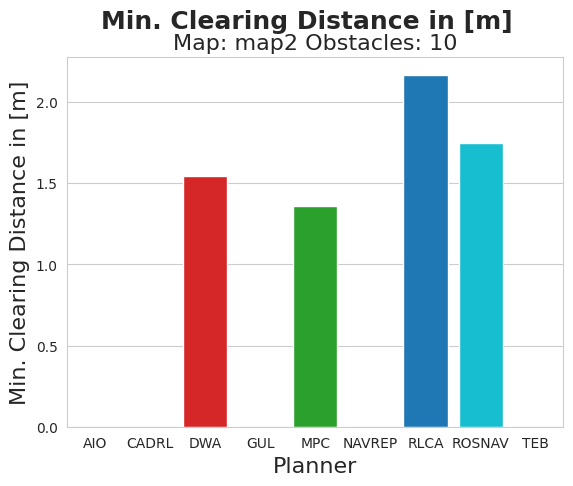 Min. Clearing Distance in [m]
Map: map2 Obstacles: 10
Min. Clearing Distance in [m]
2.0
1.5
1.0
0.5
0.0
AIO CADRL DWA GUL MPC NAVREP RLCA ROSNAV TEB
Planner